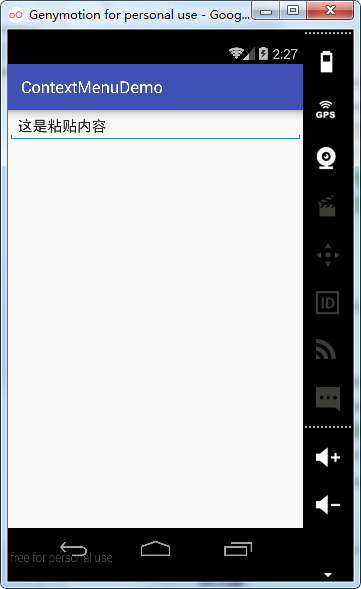 Genymotion for personal use - Goog...
2:27
ContextMenuDemo
这是粘贴内容
GPS
ID
free for personal use